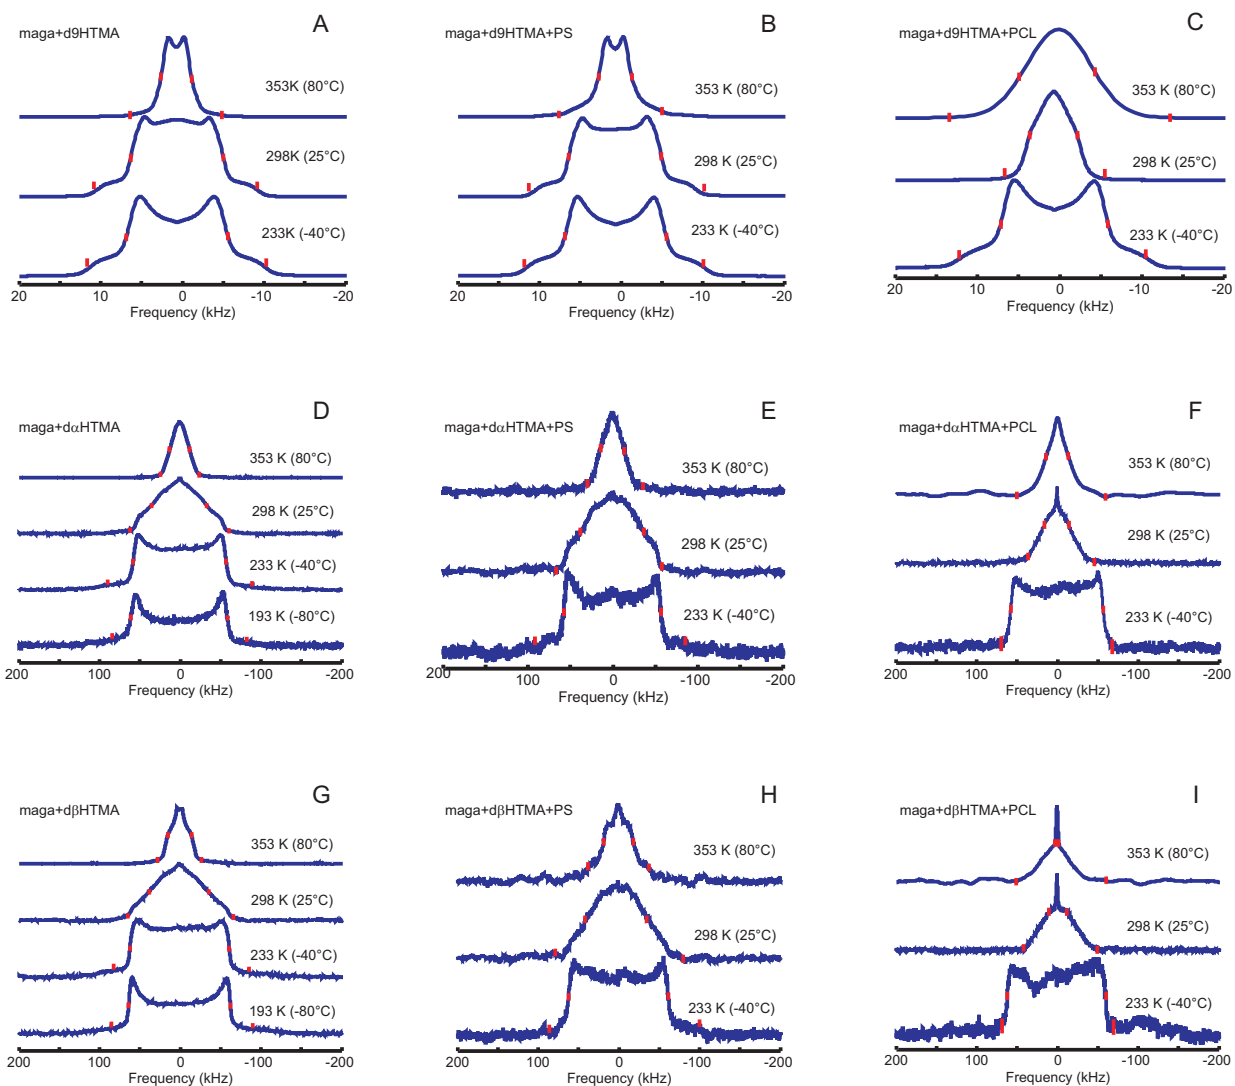 A
maga+d9HTMA
353K (80°C)
298K (25°C)
233K (-40°C)
20 10 0 -10 -20
Frequency (kHz)
B
maga+d9HTMA+PS
353 K (80°C)
298 K (25°C)
233 K (-40°C)
20 10 0 -10 -20
Frequency (kHz)
C
maga+d9HTMA+PCL
353 K (80°C)
298 K (25°C)
233 K (-40°C)
20 10 0 -10 -20
Frequency (kHz)
D
maga+dαHTMA
353 K (80°C)
298 K (25°C)
233 K (-40°C)
193 K (-80°C)
200 100 0 -100 -200
Frequency (kHz)
E
maga+dαHTMA+PS
353 K (80°C)
298 K (25°C)
233 K (-40°C)
200 100 0 -100 -200
Frequency (kHz)
F
maga+dαHTMA+PCL
353 K (80°C)
298 K (25°C)
233 K (-40°C)
200 100 0 -100 -200
Frequency (kHz)
G
maga+dβHTMA
353 K (80°C)
298 K (25°C)
233 K (-40°C)
193 K (-80°C)
200 100 0 -100 -200
Frequency (kHz)
H
maga+dβHTMA+PS
353 K (80°C)
298 K (25°C)
233 K (-40°C)
200 100 0 -100 -200
Frequency (kHz)
I
maga+dβHTMA+PCL
353 K (80°C)
298 K (25°C)
233 K (-40°C)
200 100 0 -100 -200
Frequency (kHz)